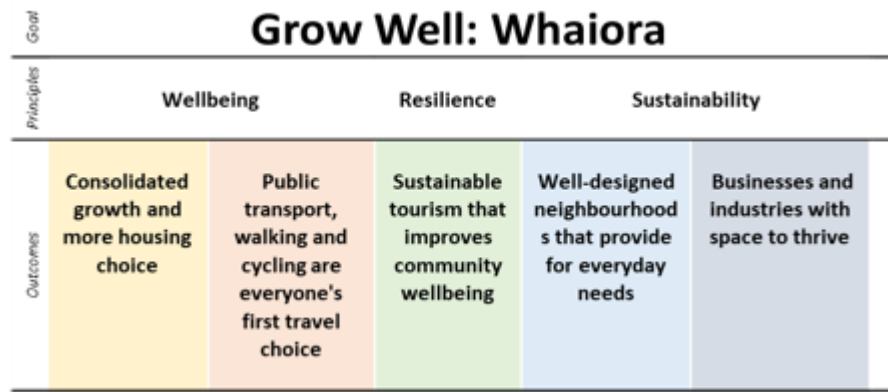 Goal
Grow Well: Whaiora
Principles
Wellbeing
Resilience
Sustainability
Outcomes
Consolidated
growth and
more housing
choice
Public
transport,
walking and
cycling are
everyone's
first travel
choice
Sustainable
tourism that
improves
community
wellbeing
Well-designed
neighbourhood
s that provide
for everyday
needs
Businesses and
industries with
space to thrive